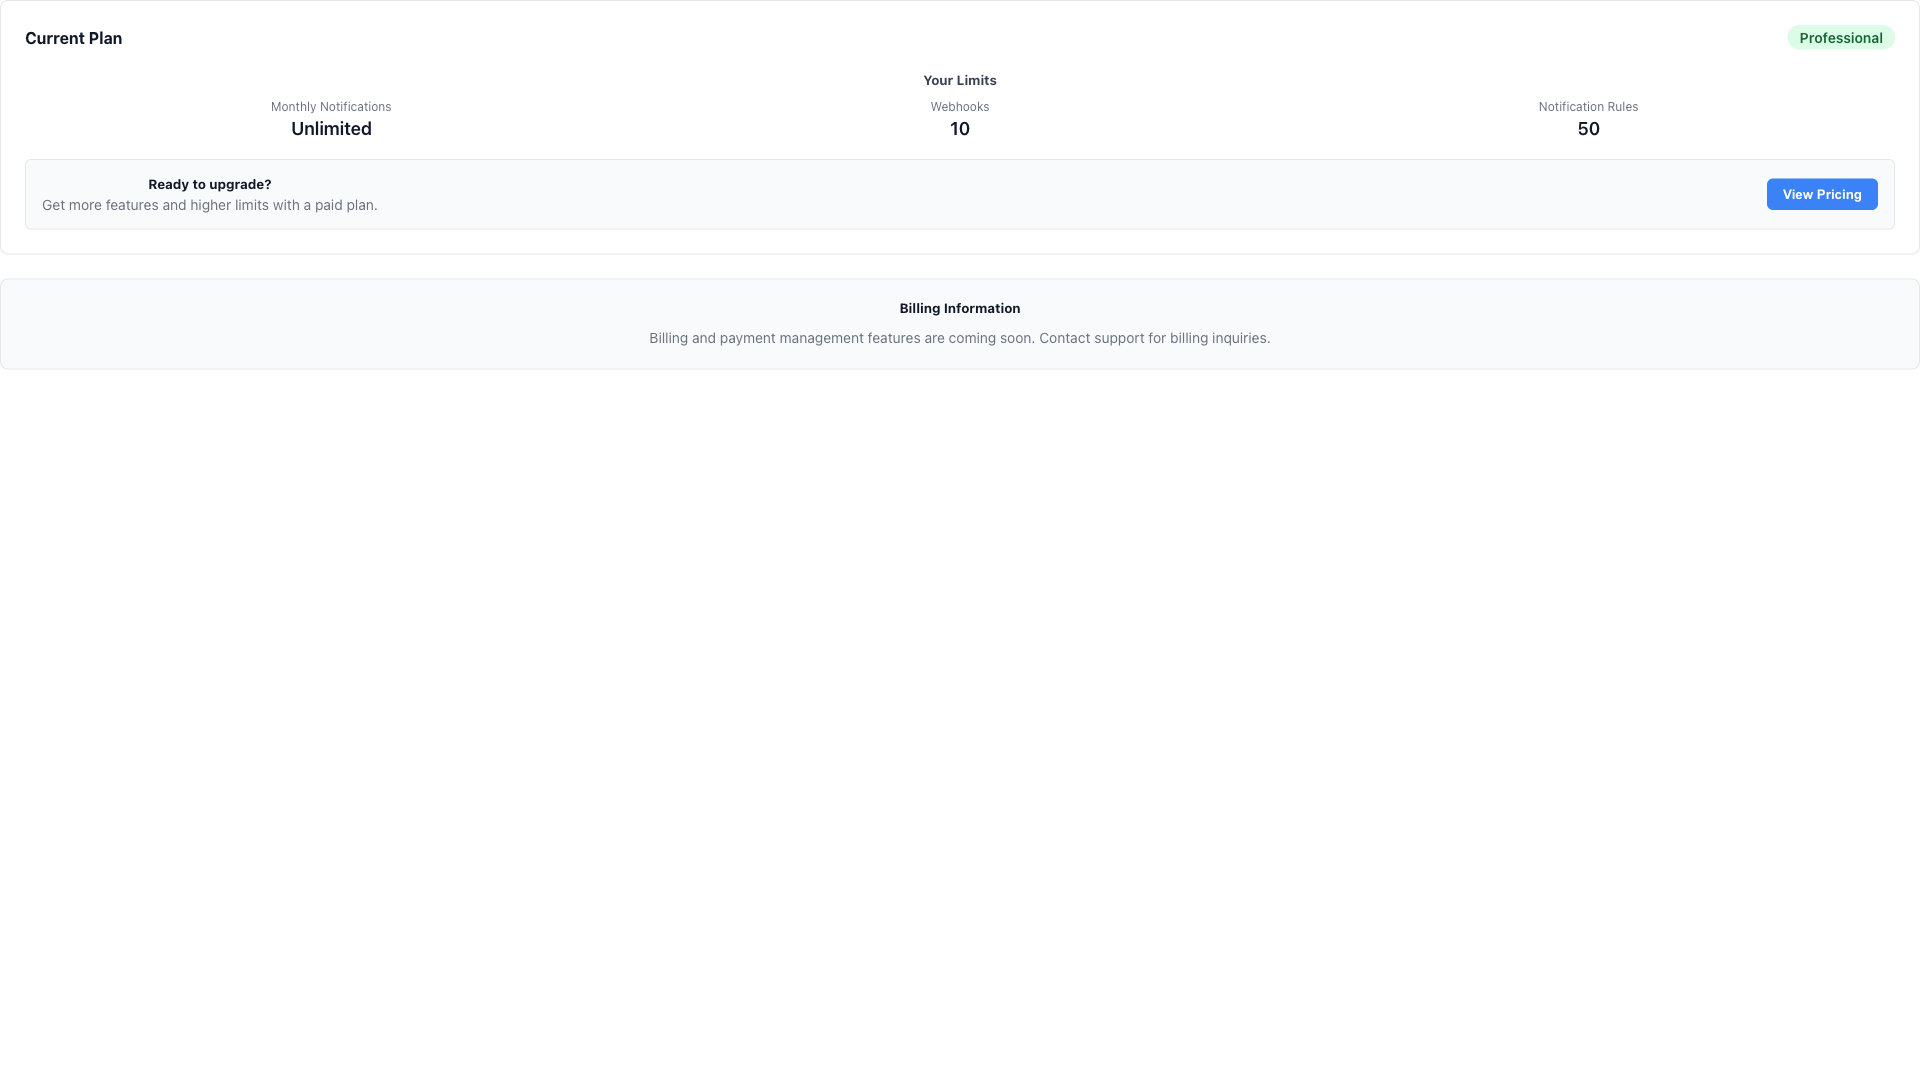 Current Plan
Professional
Your Limits
Monthly Notifications
Unlimited
Webhooks
10
Notification Rules
50
Ready to upgrade?
Get more features and higher limits with a paid plan.
View Pricing
Billing Information
Billing and payment management features are coming soon. Contact support for billing inquiries.